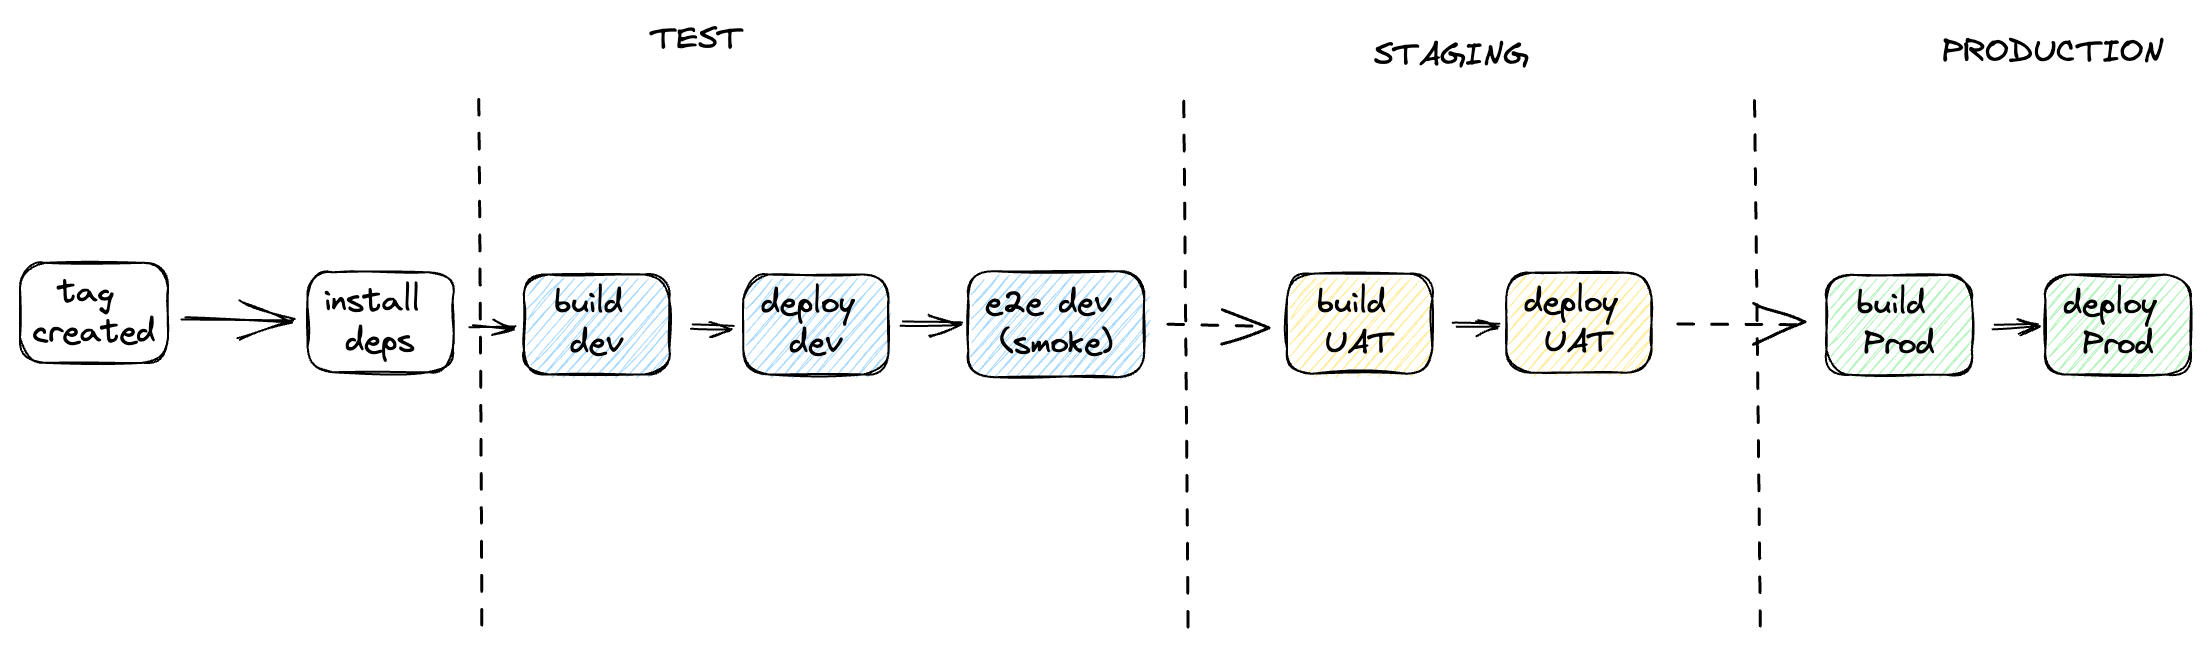 TEST
STAGING
PRODUCTION
tag
created
install
deps
build
dev
deploy
dev
e2e dev
(smoke)
build
UAT
deploy
UAT
build
Prod
deploy
Prod